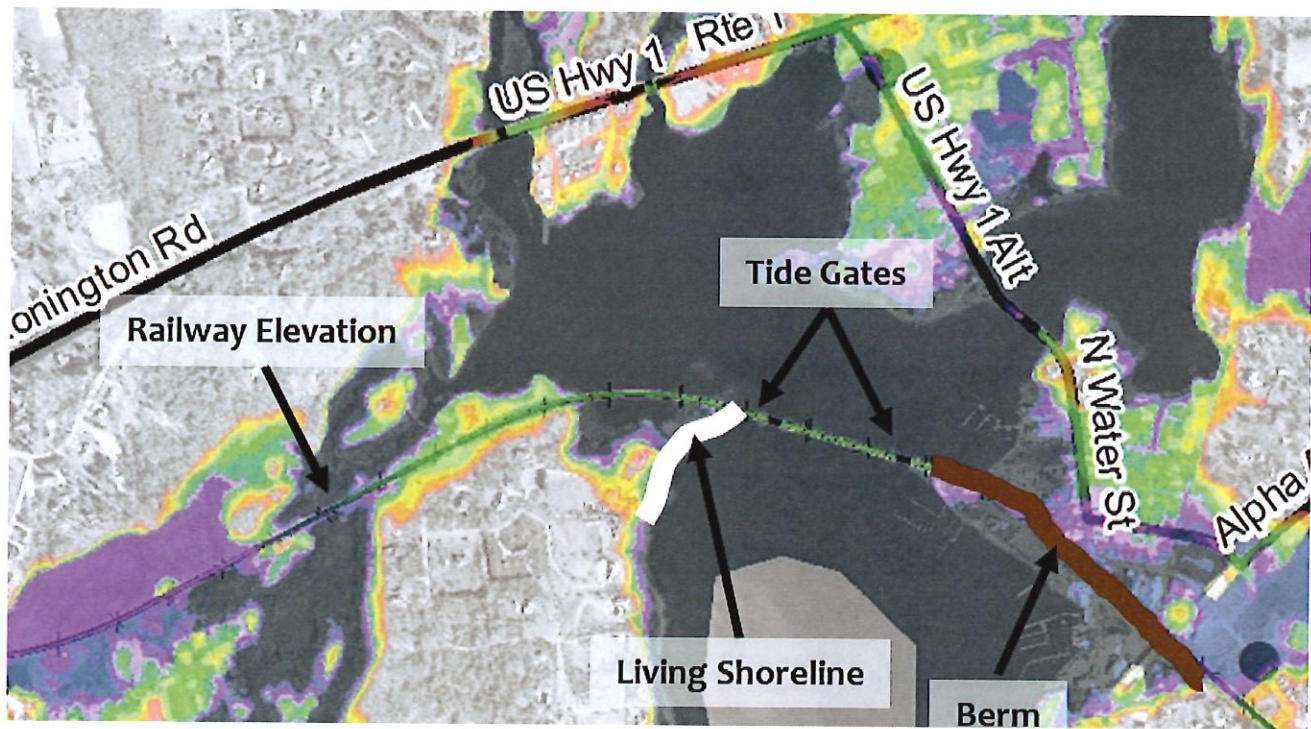 US Hwy 1 Rte 1
US Hwy 1 Alt
onington Rd
Tide Gates
Railway Elevation
N Water St
Alpha
Living Shoreline
Berm